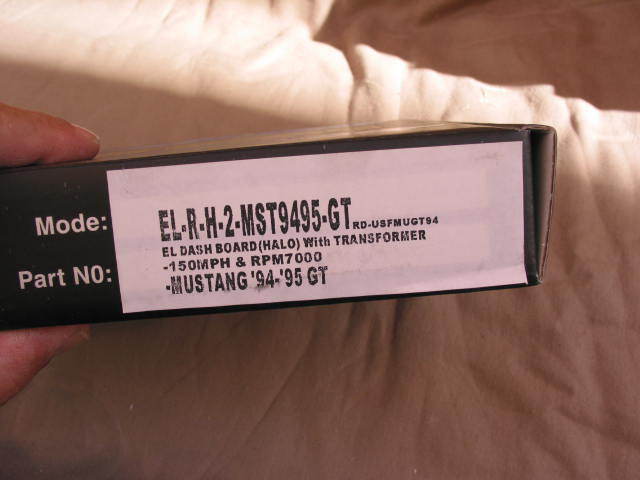 Mode: EL-R-H-2-MST9495-GT RD-USFMUGT94
EL DASH BOARD(HALO) With TRANSFORMER
-150MPH & RPM7000
Part N0: -MUSTANG '94-'95 GT